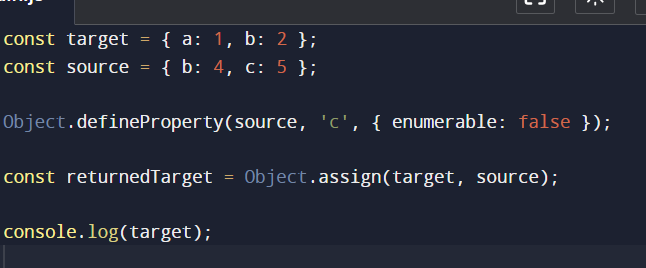 const target = { a: 1, b: 2 };
const source = { b: 4, c: 5 };
Object.defineProperty(source, 'c', { enumerable: false });
const returnedTarget = Object.assign(target, source);
console.log(target);